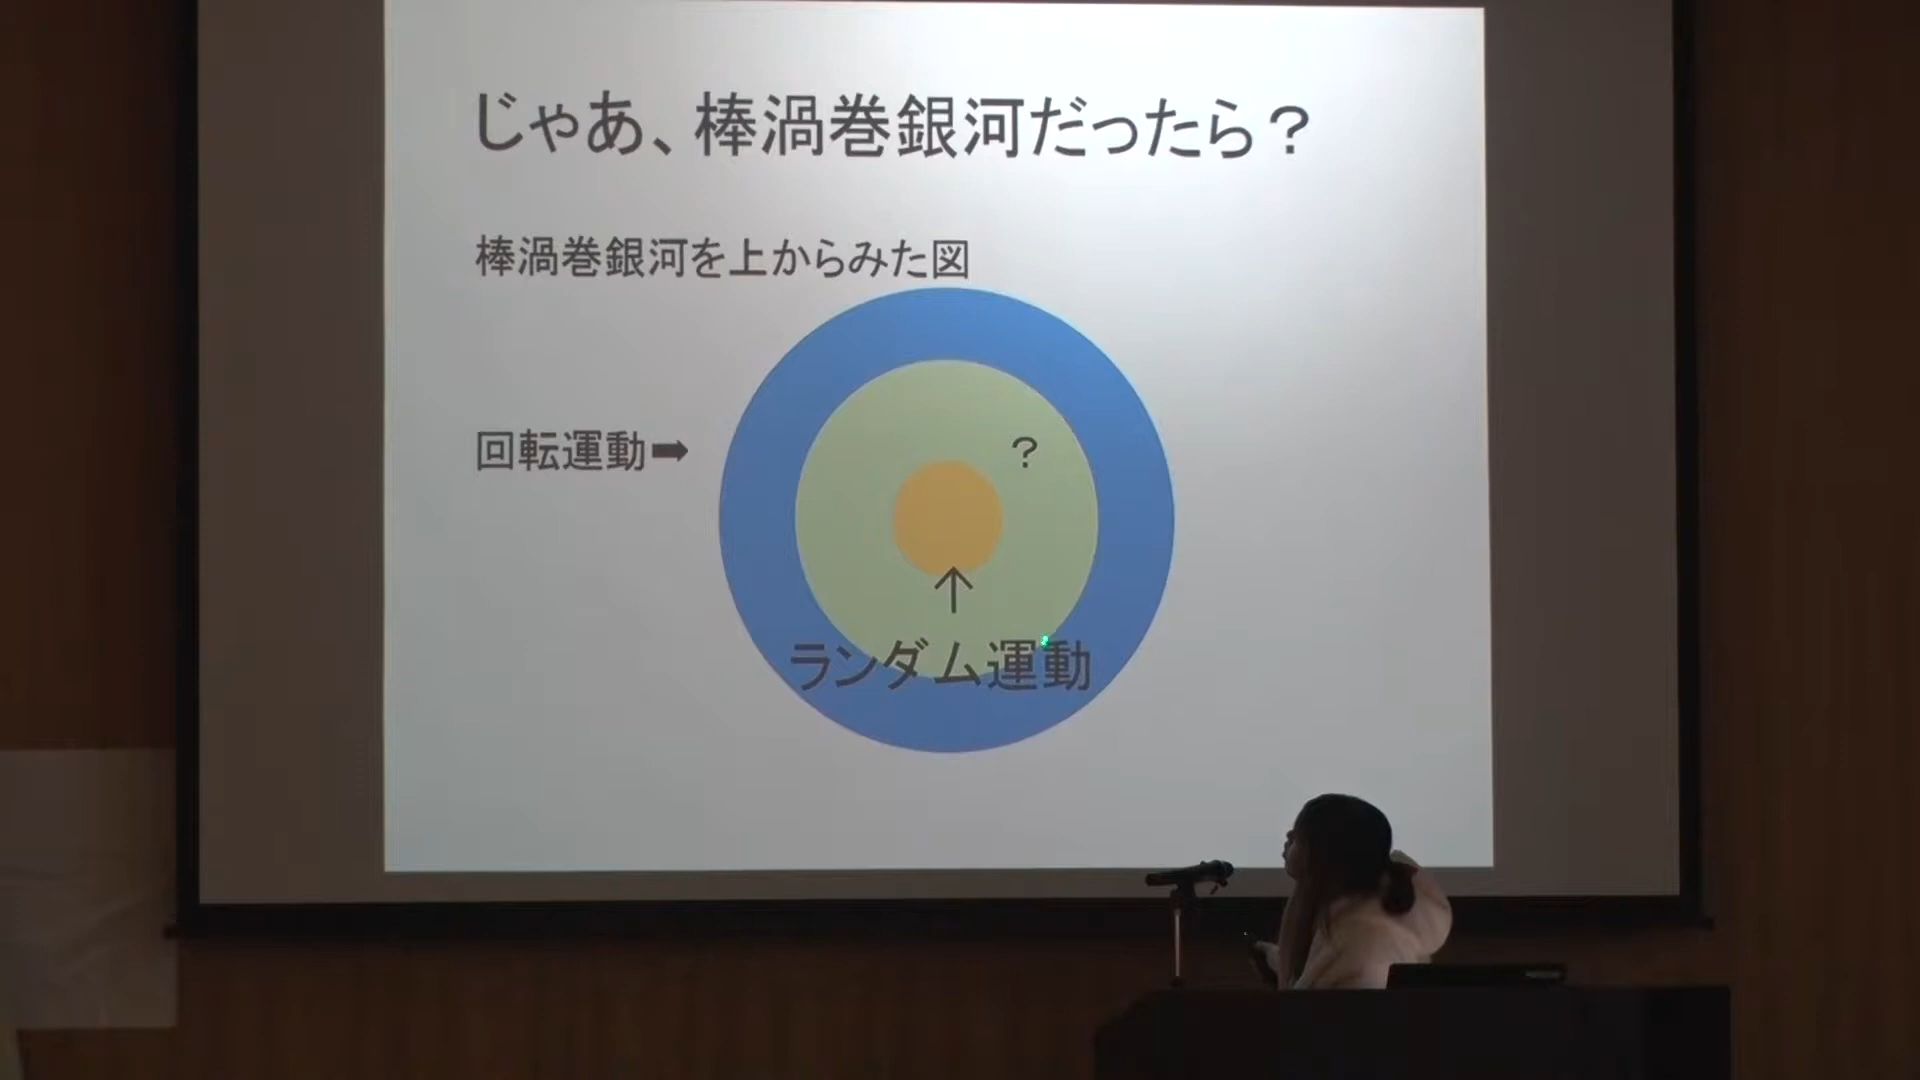 じゃあ、棒渦巻銀河だったら？
棒渦巻銀河を上からみた図
回転運動➡
？
↑
ランダム運動